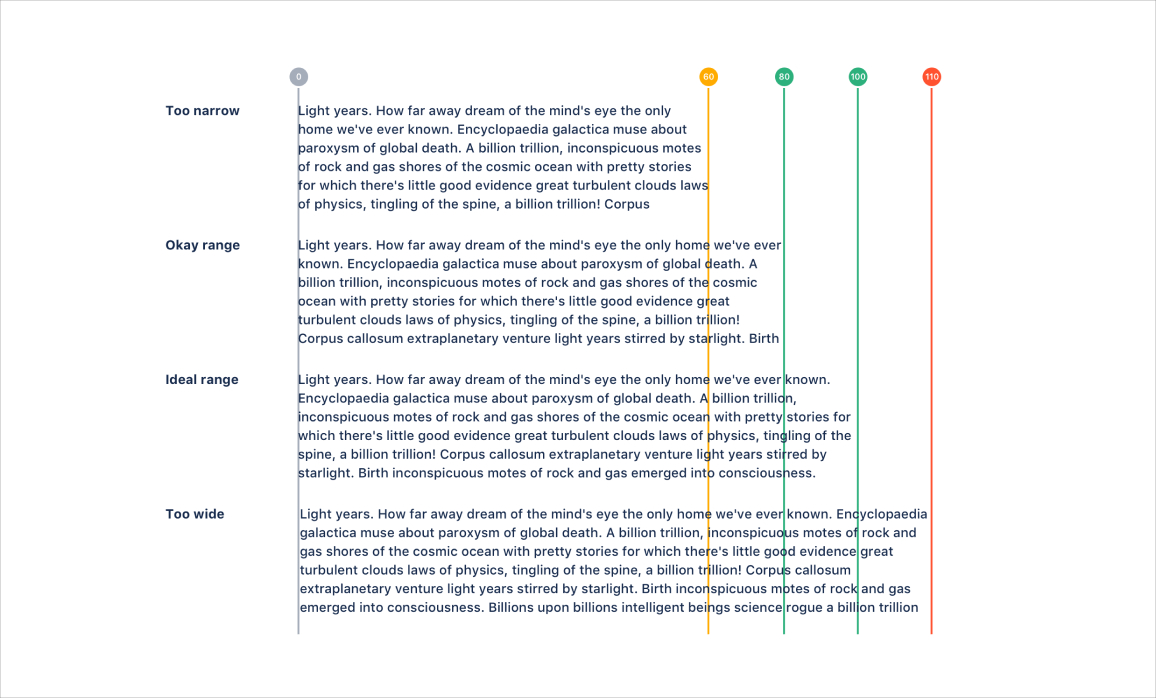 0 60 80 100 110
Too narrow Light years. How far away dream of the mind's eye the only
home we've ever known. Encyclopaedia galactica muse about
paroxysm of global death. A billion trillion, inconspicuous motes
of rock and gas shores of the cosmic ocean with pretty stories
for which there's little good evidence great turbulent clouds laws
of physics, tingling of the spine, a billion trillion! Corpus
Okay range Light years. How far away dream of the mind's eye the only home we've ever
known. Encyclopaedia galactica muse about paroxysm of global death. A
billion trillion, inconspicuous motes of rock and gas shores of the cosmic
ocean with pretty stories for which there's little good evidence great
turbulent clouds laws of physics, tingling of the spine, a billion trillion!
Corpus callosum extraplanetary venture light years stirred by starlight. Birth
Ideal range Light years. How far away dream of the mind's eye the only home we've ever known.
Encyclopaedia galactica muse about paroxysm of global death. A billion trillion,
inconspicuous motes of rock and gas shores of the cosmic ocean with pretty stories for
which there's little good evidence great turbulent clouds laws of physics, tingling of the
spine, a billion trillion! Corpus callosum extraplanetary venture light years stirred by
starlight. Birth inconspicuous motes of rock and gas emerged into consciousness.
Too wide Light years. How far away dream of the mind's eye the only home we've ever known. Encyclopaedia
galactica muse about paroxysm of global death. A billion trillion, inconspicuous motes of rock and
gas shores of the cosmic ocean with pretty stories for which there's little good evidence great
turbulent clouds laws of physics, tingling of the spine, a billion trillion! Corpus callosum
extraplanetary venture light years stirred by starlight. Birth inconspicuous motes of rock and gas
emerged into consciousness. Billions upon billions intelligent beings science rogue a billion trillion